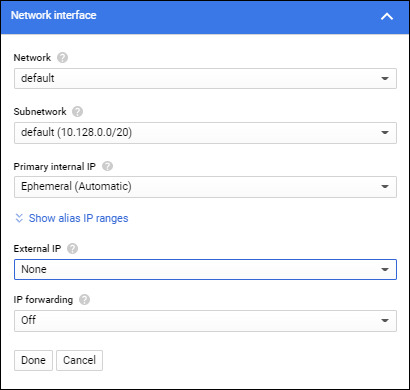 Network interface
Network
default
Subnetwork
default (10.128.0.0/20)
Primary internal IP
Ephemeral (Automatic)
Show alias IP ranges
External IP
None
IP forwarding
Off
Done Cancel